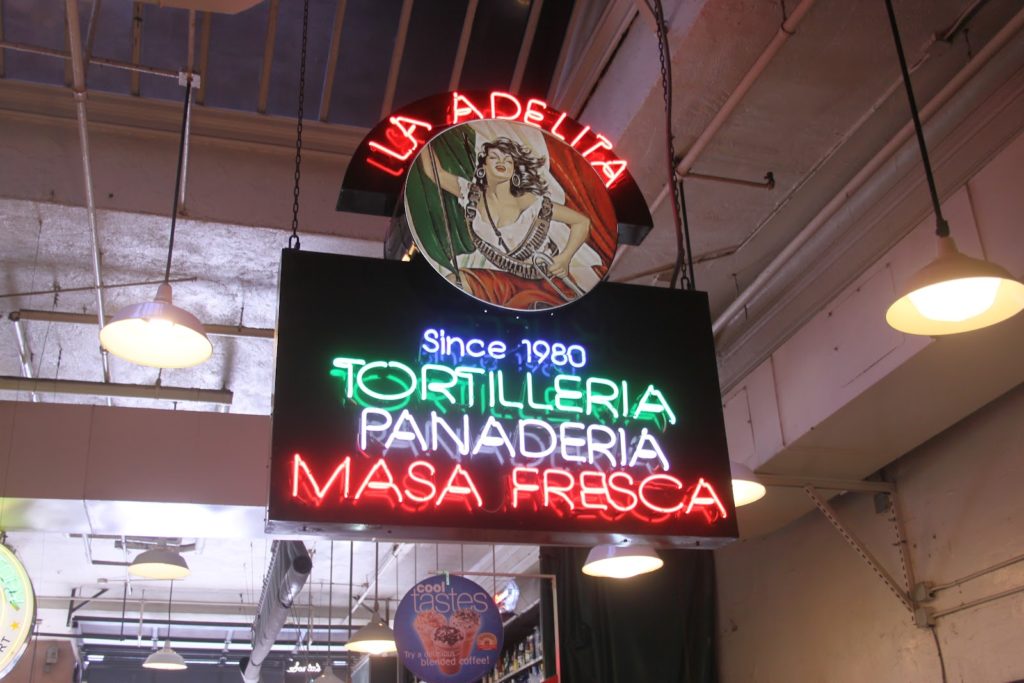 LA ADELITA
Since 1980
TORTILLERIA
PANADERIA
MASA FRESCA
cool
tastes
Try a delicious
blended coffee!